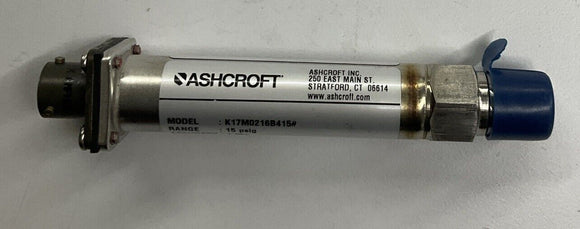 ASHCROFT
ASHCROFT INC.
250 EAST MAIN ST.
STRATFORD, CT 06614
www.ashcroft.com
MODEL : K17M0216B415#
RANGE : 15 psig